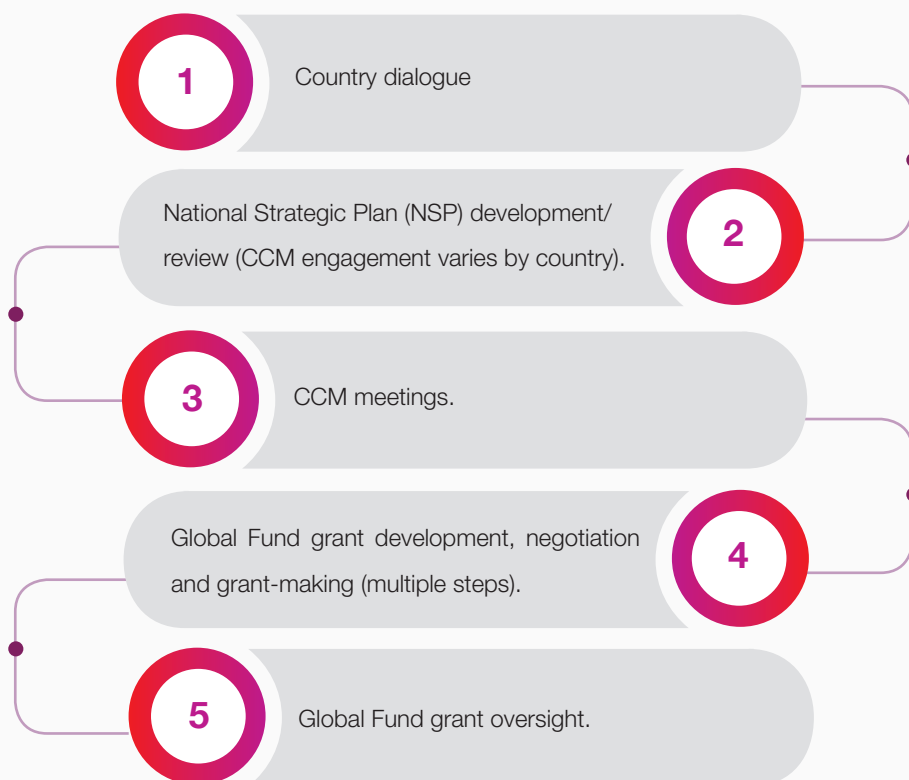 1
Country dialogue
National Strategic Plan (NSP) development/
review (CCM engagement varies by country).
2
3
CCM meetings.
Global Fund grant development, negotiation
and grant-making (multiple steps).
4
5
Global Fund grant oversight.